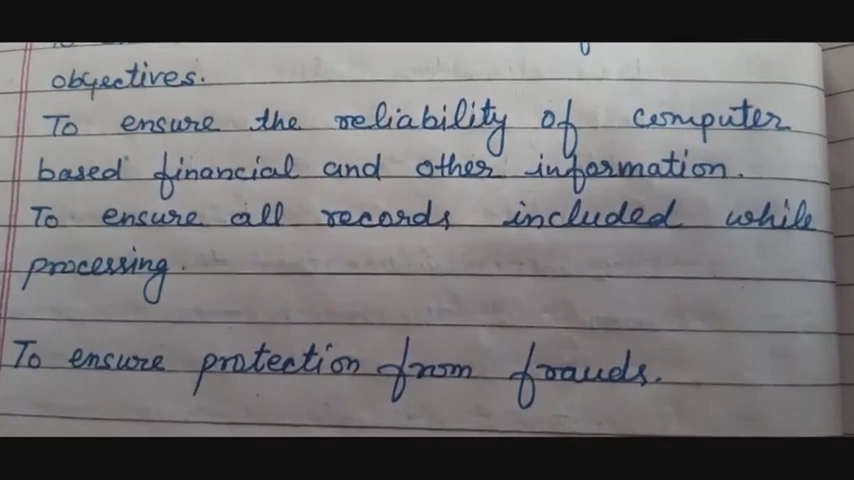 objectives.
To ensure the reliability of computer
based financial and other information.
To ensure all records included while
processing.
To ensure protection from frauds.